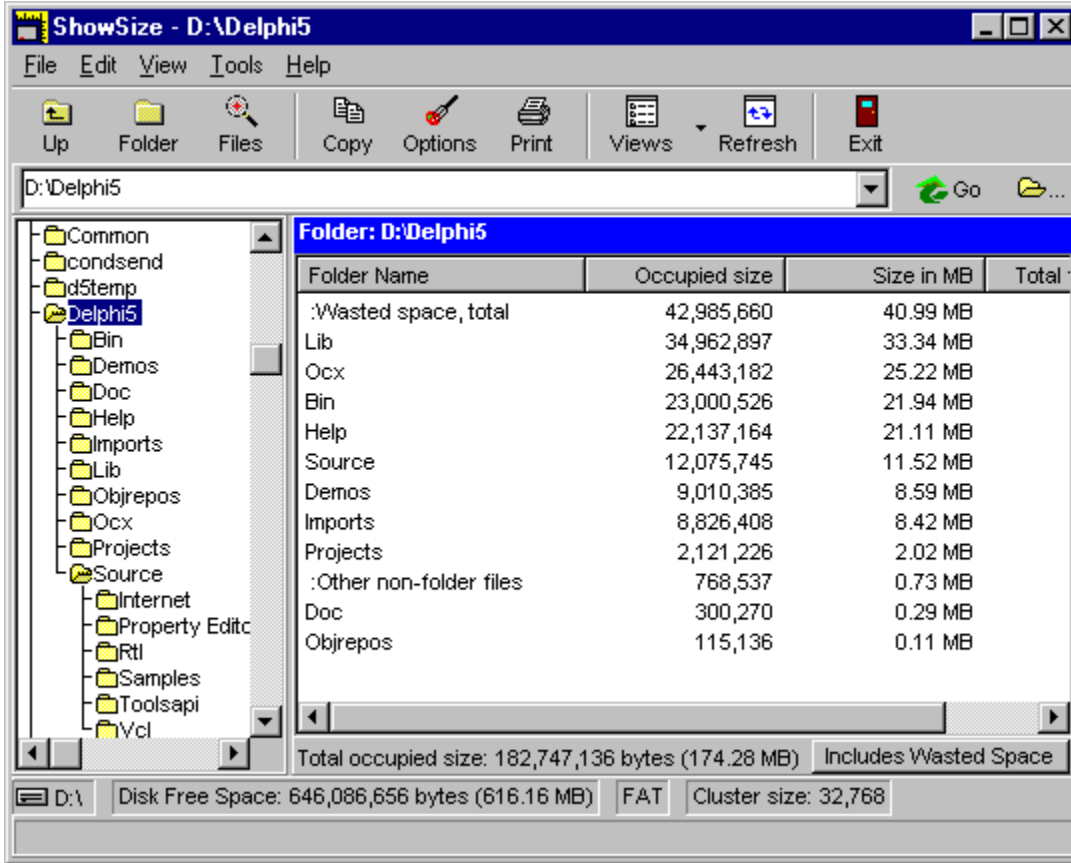 ShowSize - D:\Delphi5
File Edit View Tools Help
Up Folder Files Copy Options Print Views Refresh Exit
D:\Delphi5 Go ...
Common
condsend
d5temp
Delphi5
Bin
Demos
Doc
Help
Imports
Lib
Objrepos
Ocx
Projects
Source
Internet
Property Edito
Rtl
Samples
Toolsapi
Vcl
Folder: D:\Delphi5
Folder Name Occupied size Size in MB Total
:Wasted space, total 42,985,660 40.99 MB
Lib 34,962,897 33.34 MB
Ocx 26,443,182 25.22 MB
Bin 23,000,526 21.94 MB
Help 22,137,164 21.11 MB
Source 12,075,745 11.52 MB
Demos 9,010,385 8.59 MB
Imports 8,826,408 8.42 MB
Projects 2,121,226 2.02 MB
:Other non-folder files 768,537 0.73 MB
Doc 300,270 0.29 MB
Objrepos 115,136 0.11 MB
Total occupied size: 182,747,136 bytes (174.28 MB) Includes Wasted Space
D:\ Disk Free Space: 646,086,656 bytes (616.16 MB) FAT Cluster size: 32,768